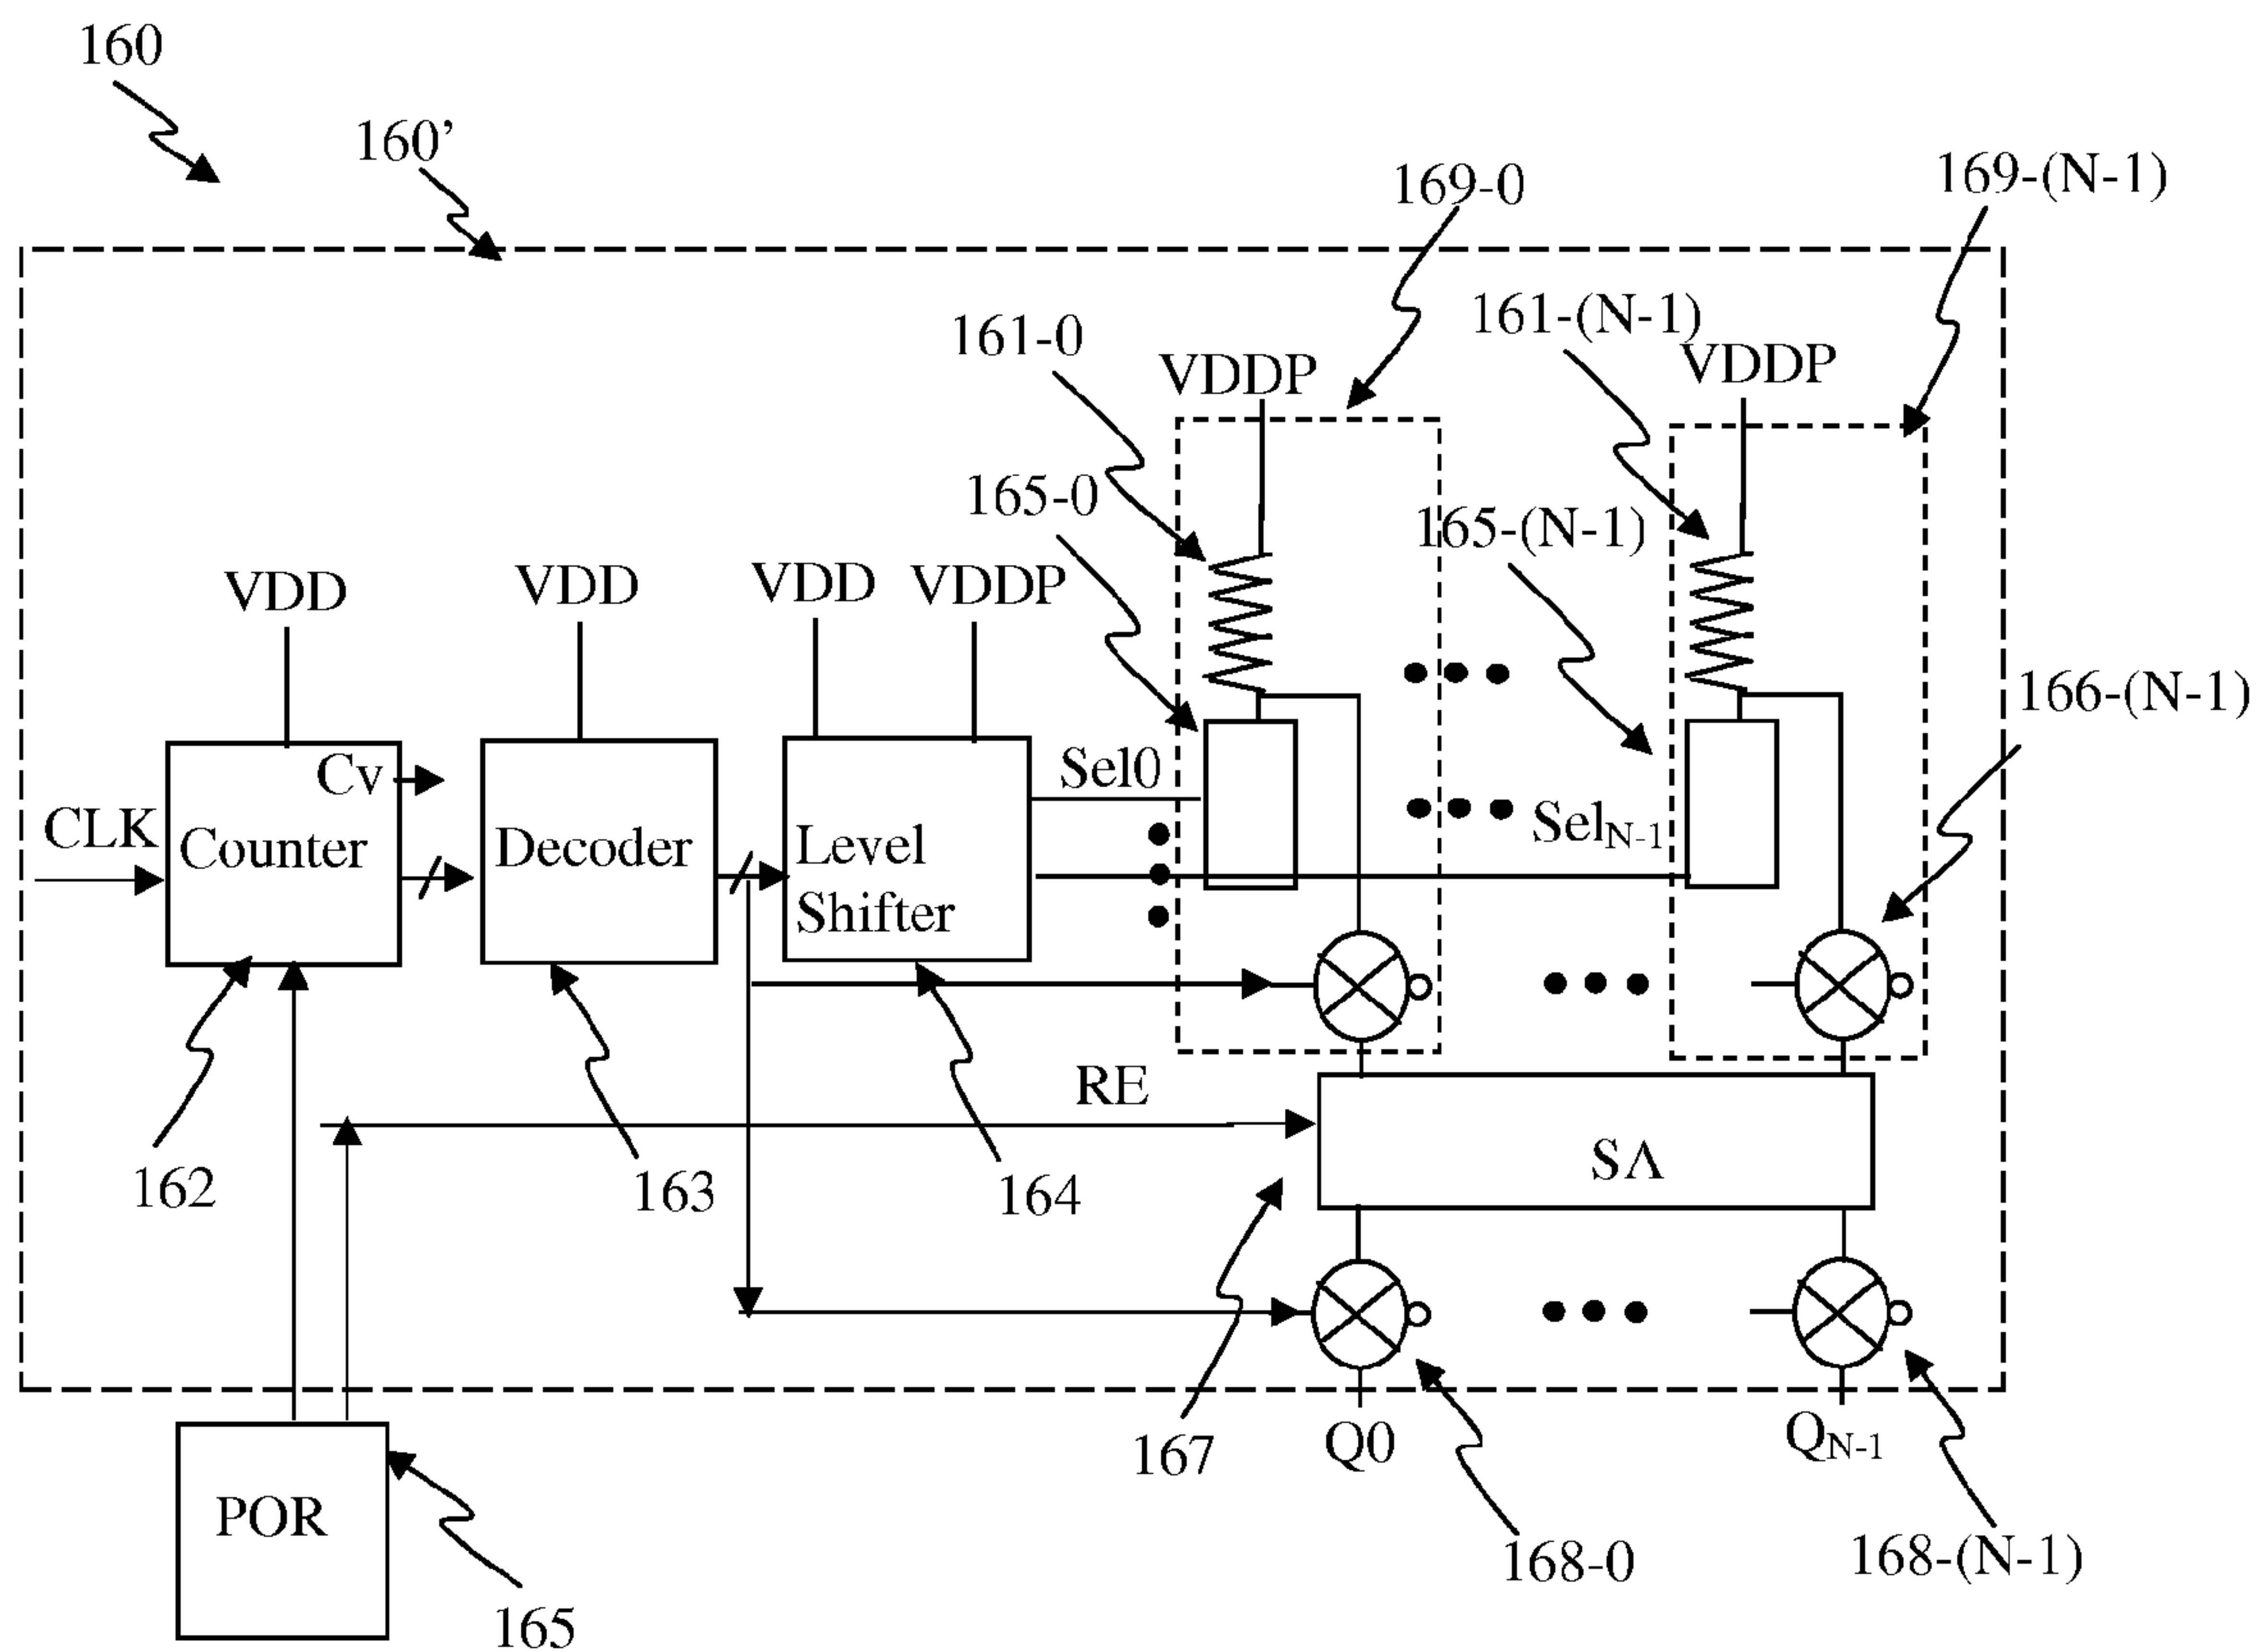 160
160’
169-0
169-(N-1)
161-0
161-(N-1)
VDDP
VDDP
165-0
165-(N-1)
VDD
VDD
VDD
VDDP
166-(N-1)
Cv
Sel0
CLK
Counter
Decoder
Level
Shifter
SelN-1
RE
SA
162
163
164
167
Q0
QN-1
POR
168-0
168-(N-1)
165